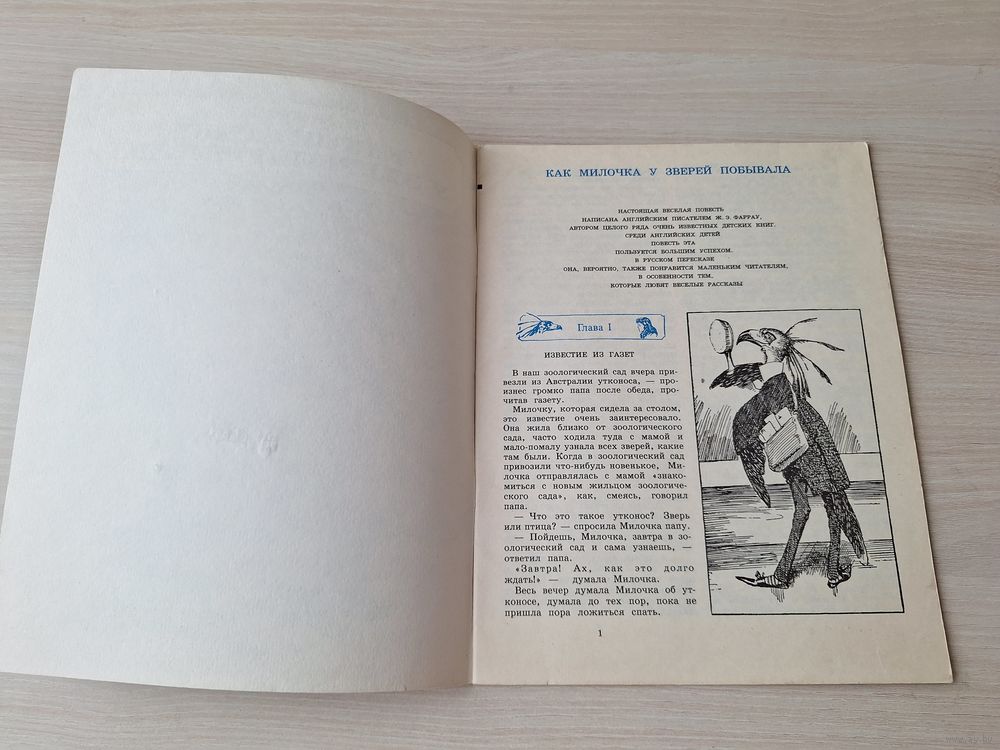 КАК МИЛОЧКА У ЗВЕРЕЙ ПОБЫВАЛА
НАСТОЯЩАЯ ВЕСЕЛАЯ ПОВЕСТЬ
НАПИСАНА АНГЛИЙСКИМ ПИСАТЕЛЕМ Ж. Э. ФАРРАУ,
АВТОРОМ ЦЕЛОГО РЯДА ОЧЕНЬ ИЗВЕСТНЫХ ДЕТСКИХ КНИГ.
СРЕДИ АНГЛИЙСКИХ ДЕТЕЙ
ПОВЕСТЬ ЭТА
ПОЛЬЗУЕТСЯ БОЛЬШИМ УСПЕХОМ.
В РУССКОМ ПЕРЕСКАЗЕ
ОНА, ВЕРОЯТНО, ТАКЖЕ ПОНРАВИТСЯ МАЛЕНЬКИМ ЧИТАТЕЛЯМ,
В ОСОБЕННОСТИ ТЕМ,
КОТОРЫЕ ЛЮБЯТ ВЕСЕЛЫЕ РАССКАЗЫ
Глава I
ИЗВЕСТИЕ ИЗ ГАЗЕТ
В наш зоологический сад вчера при-
везли из Австралии утконоса, — про-
изнес громко папа после обеда, про-
читав газету.
Милочку, которая сидела за столом,
это известие очень заинтересовало.
Она жила близко от зоологического
сада, часто ходила туда с мамой и
мало-помалу узнала всех зверей, какие
там были. Когда в зоологический сад
привозили что-нибудь новенькое, Ми-
лочка отправлялась с мамой «знако-
миться с новым жильцом зоологиче-
ского сада», как, смеясь, говорил
папа.
— Что это такое утконос? Зверь
или птица? — спросила Милочка папу.
— Пойдешь, Милочка, завтра в зо-
ологический сад и сама узнаешь, —
ответил папа.
«Завтра! Ах, как это долго
ждать!» — думала Милочка.
Весь вечер думала Милочка об ут-
коносе, думала до тех пор, пока не
пришла пора ложиться спать.
1
www.ay.by